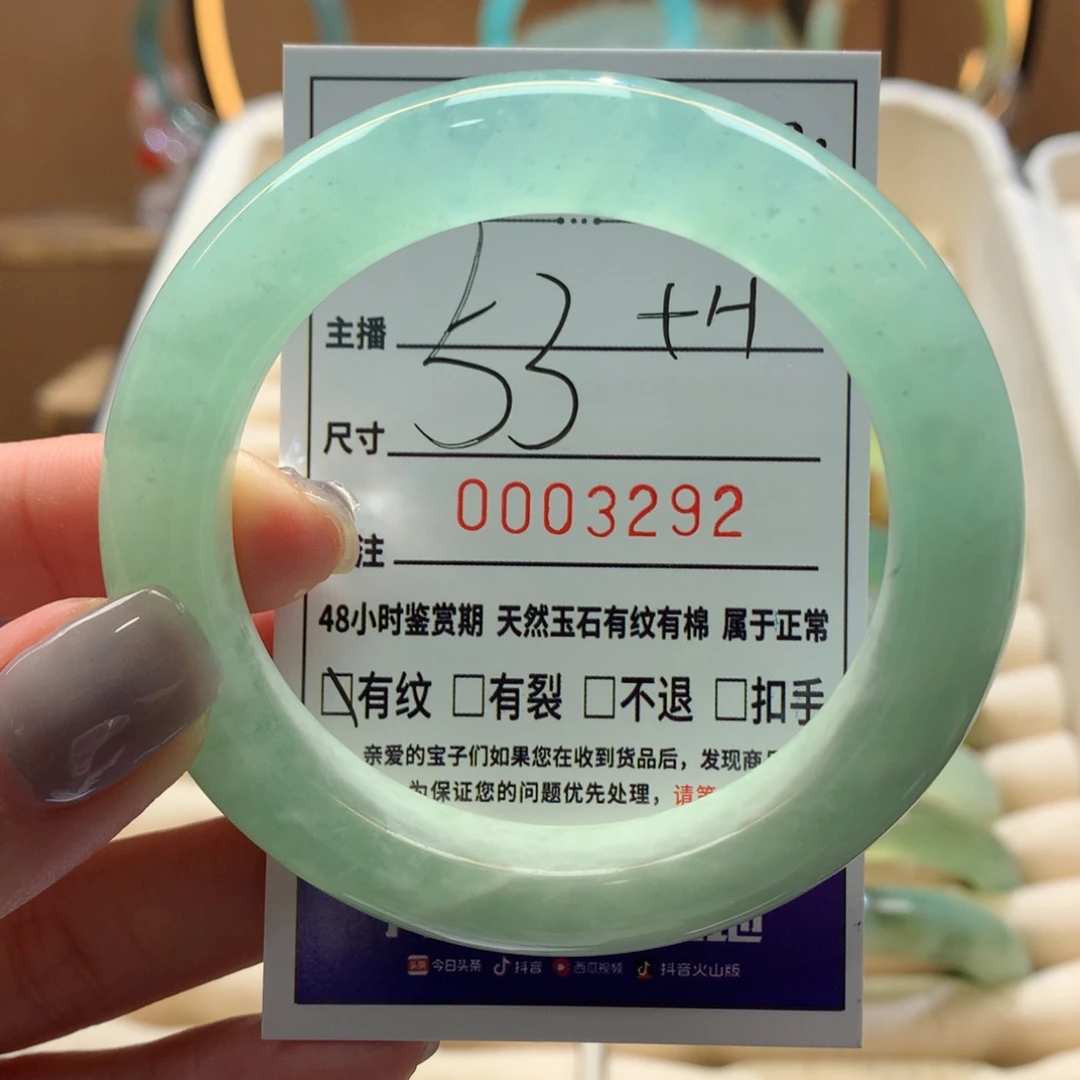 主播 +H
尺寸 53
0003292
注
48小时鉴赏期 天然玉石有纹有棉 属于正常
☐有纹 ☐有裂 ☐不退 ☐扣手
亲爱的宝子们如果您在收到货品后，发现商
为保证您的问题优先处理，请
头条 今日头条 抖音 西瓜视频 抖音火山版